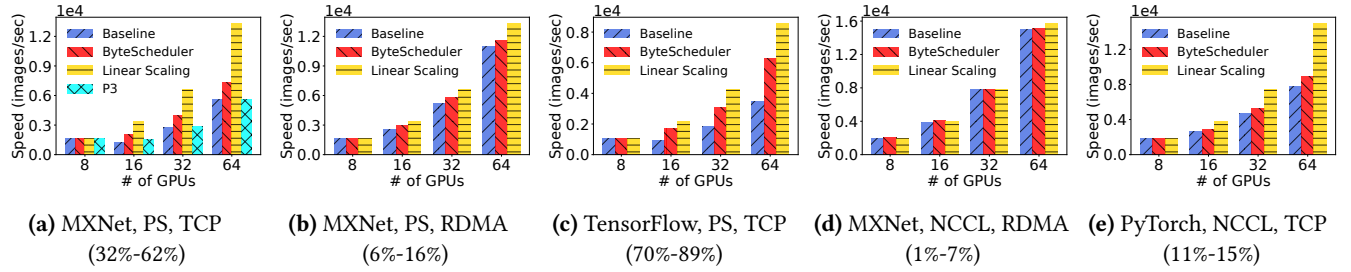 1e4
Speed (images/sec)
1.2
0.9
0.6
0.3
0.0
Baseline
ByteScheduler
Linear Scaling
P3
8 16 32 64
# of GPUs
(a) MXNet, PS, TCP
(32%-62%)
1e4
Speed (images/sec)
1.2
0.9
0.6
0.3
0.0
Baseline
ByteScheduler
Linear Scaling
8 16 32 64
# of GPUs
(b) MXNet, PS, RDMA
(6%-16%)
1e4
Speed (images/sec)
0.8
0.6
0.4
0.2
0.0
Baseline
ByteScheduler
Linear Scaling
8 16 32 64
# of GPUs
(c) TensorFlow, PS, TCP
(70%-89%)
1e4
Speed (images/sec)
1.6
1.2
0.8
0.4
0.0
Baseline
ByteScheduler
Linear Scaling
8 16 32 64
# of GPUs
(d) MXNet, NCCL, RDMA
(1%-7%)
1e4
Speed (images/sec)
1.2
0.8
0.4
0.0
Baseline
ByteScheduler
Linear Scaling
8 16 32 64
# of GPUs
(e) PyTorch, NCCL, TCP
(11%-15%)